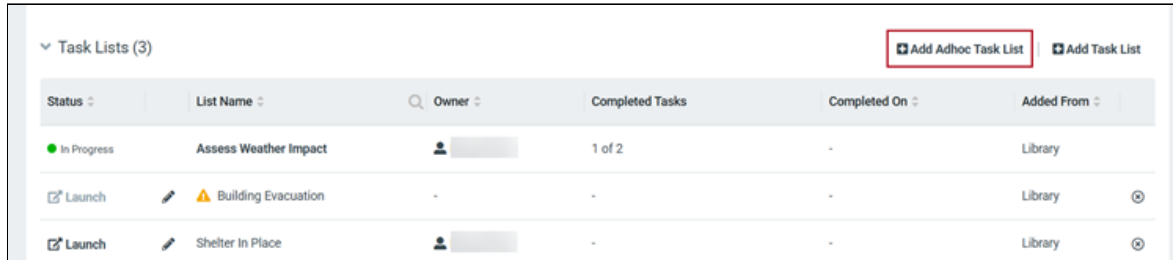 Task Lists (3)
Add Adhoc Task List
Add Task List
Status List Name Owner Completed Tasks Completed On Added From
In Progress Assess Weather Impact 1 of 2 - Library
Launch Building Evacuation - - - Library
Launch Shelter In Place - - Library